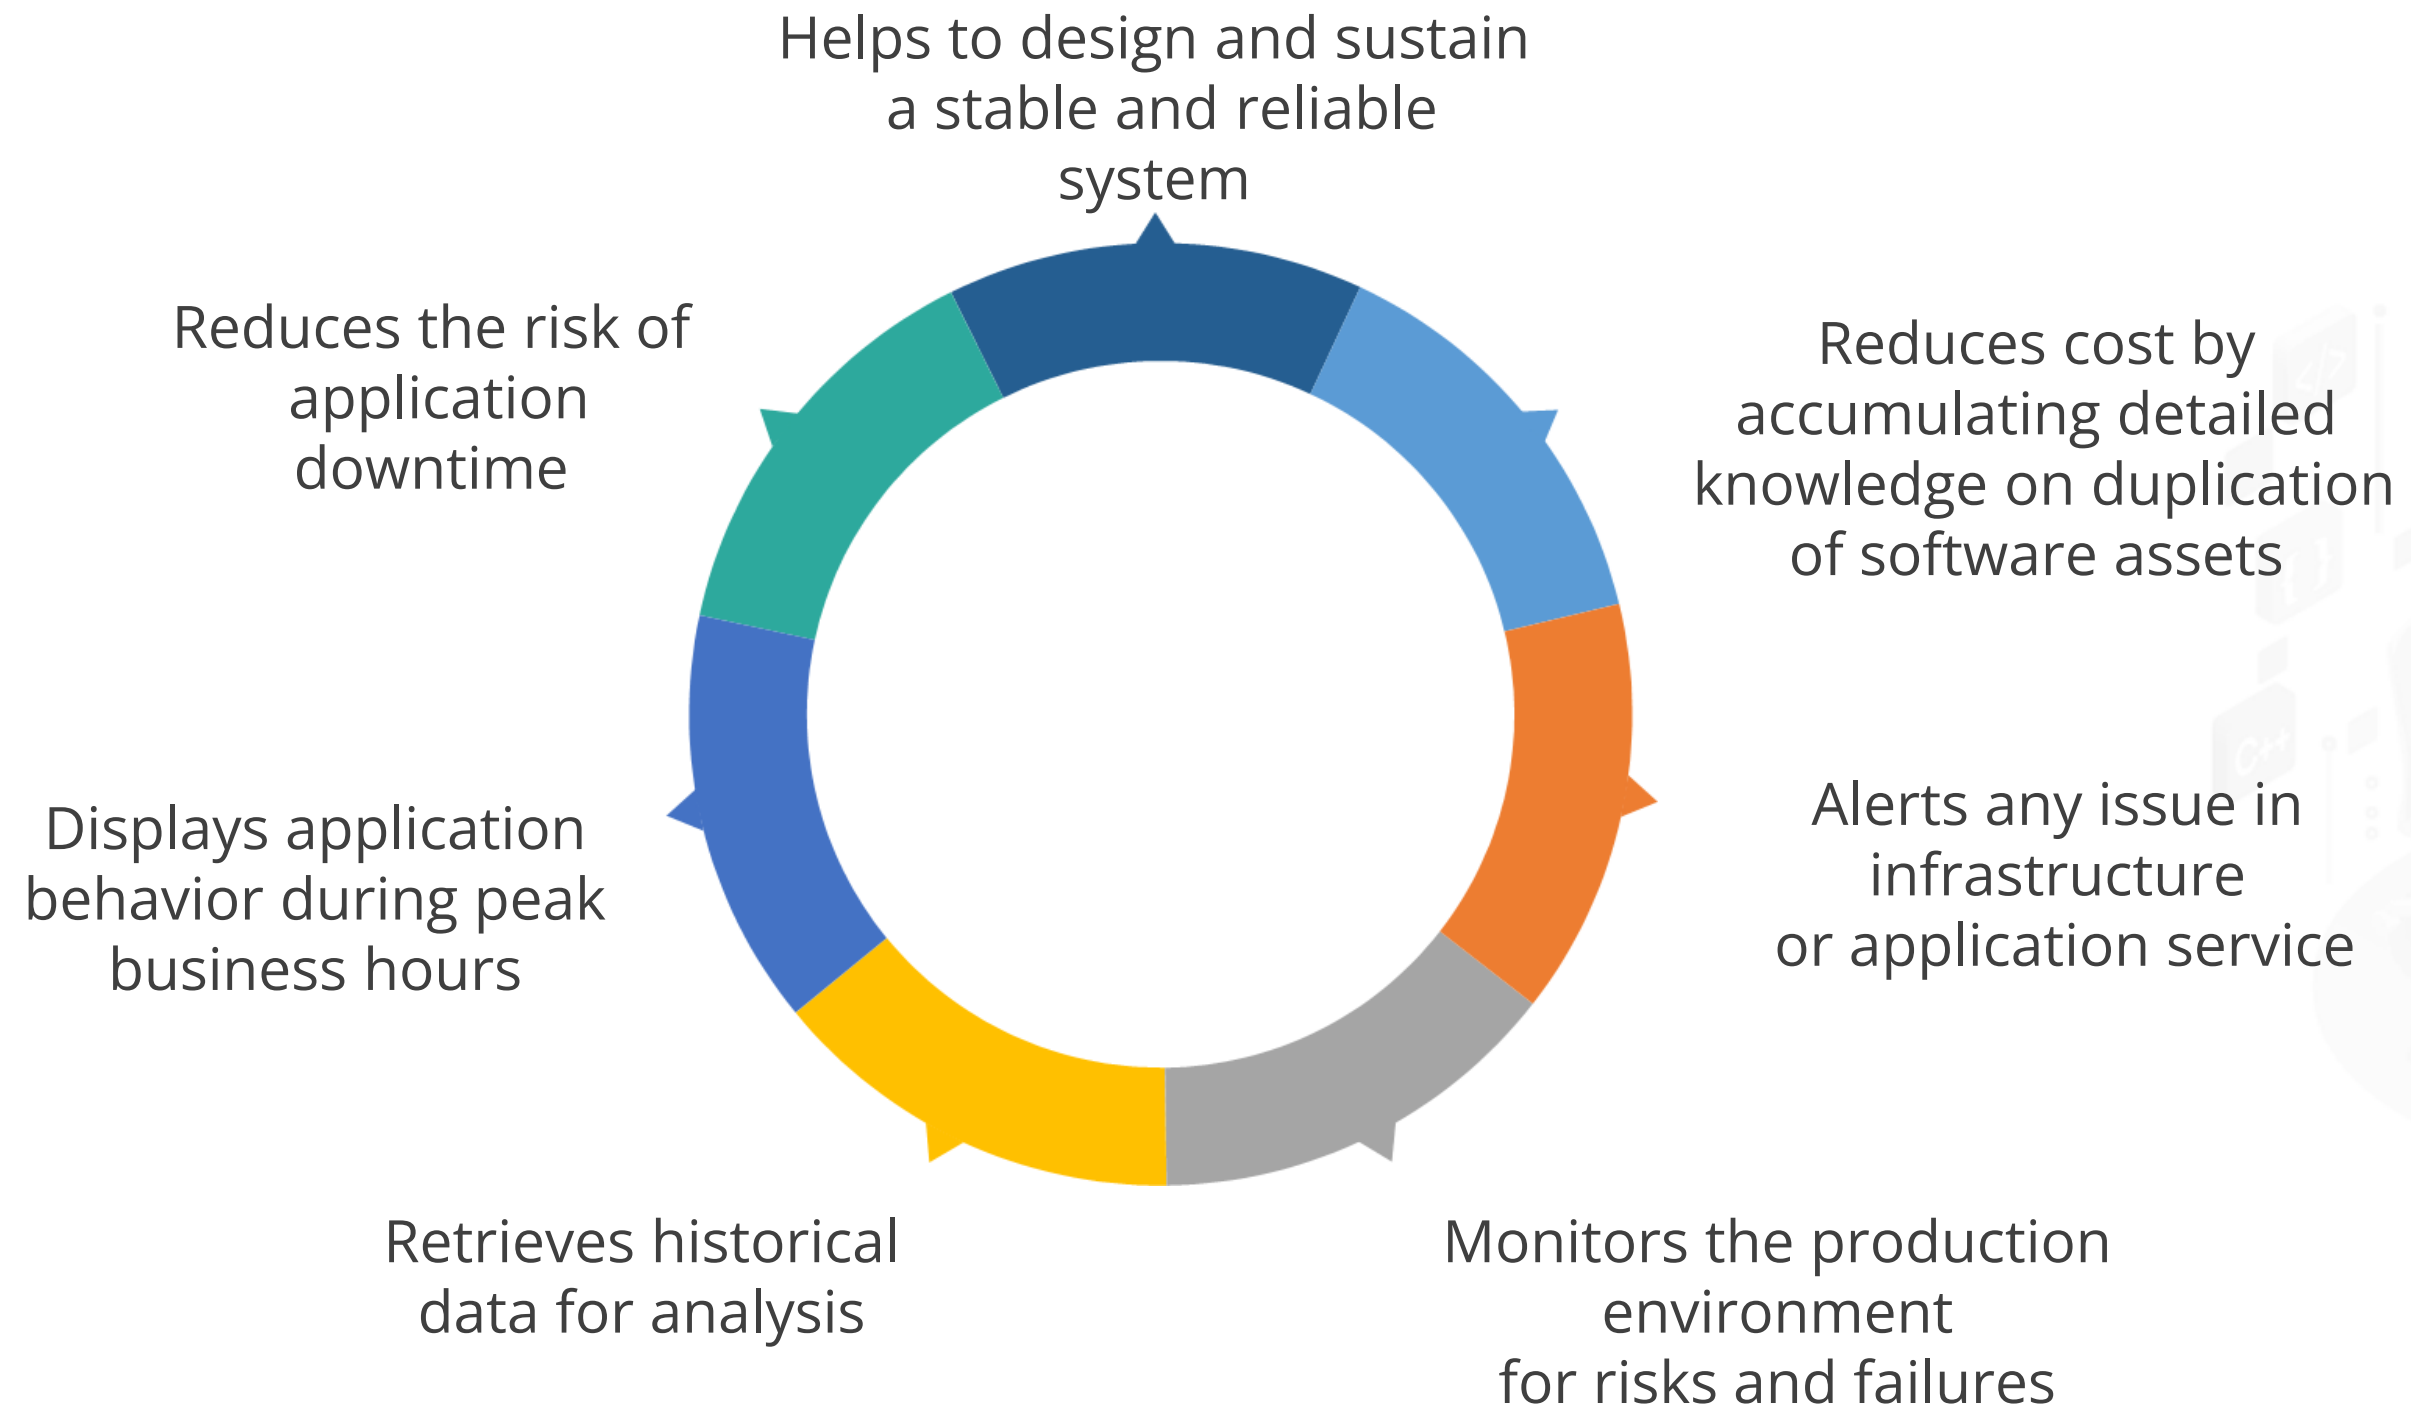 Helps to design and sustain
a stable and reliable
system
Reduces cost by
accumulating detailed
knowledge on duplication
of software assets
Alerts any issue in
infrastructure
or application service
Monitors the production
environment
for risks and failures
Retrieves historical
data for analysis
Displays application
behavior during peak
business hours
Reduces the risk of
application
downtime
<//>
{ }
C++